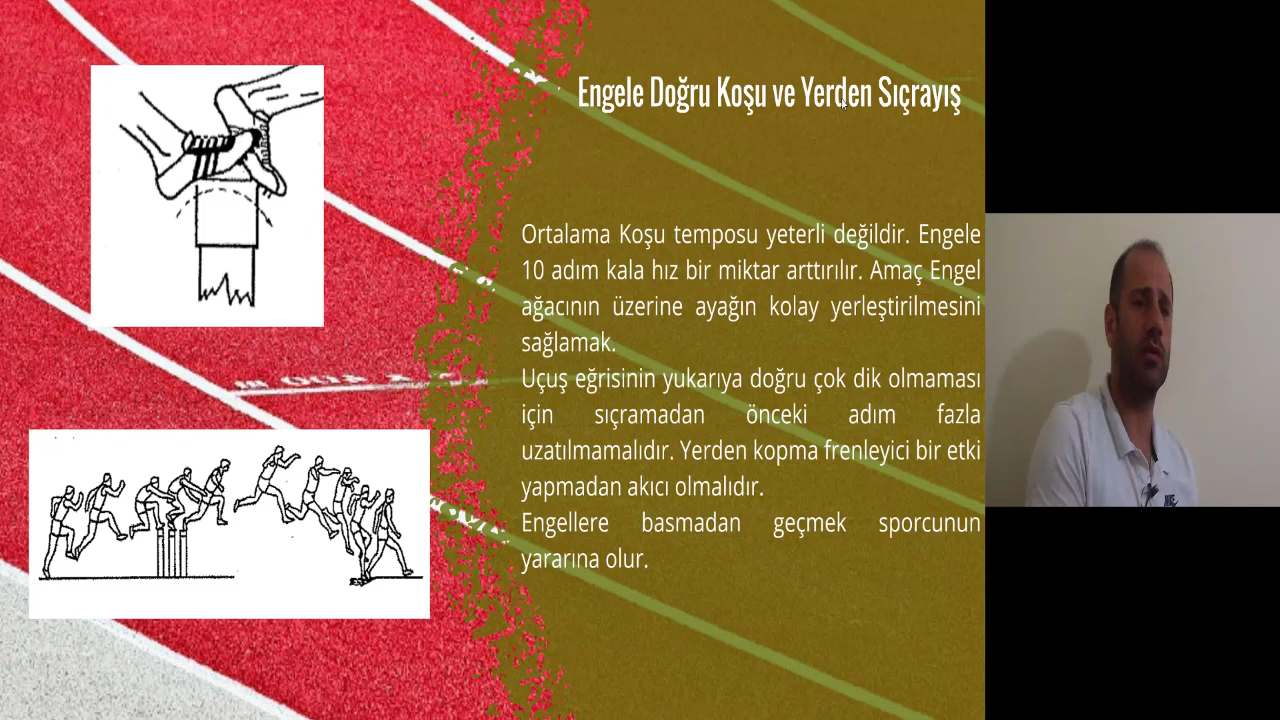 Engele Doğru Koşu ve Yerden Sıçrayış
Ortalama Koşu temposu yeterli değildir. Engele
10 adım kala hız bir miktar arttırılır. Amaç Engel
ağacının üzerine ayağın kolay yerleştirilmesini
sağlamak.
Uçuş eğrisinin yukarıya doğru çok dik olmaması
için sıçramadan önceki adım fazla
uzatılmamalıdır. Yerden kopma frenleyici bir etki
yapmadan akıcı olmalıdır.
Engellere basmadan geçmek sporcunun
yararına olur.